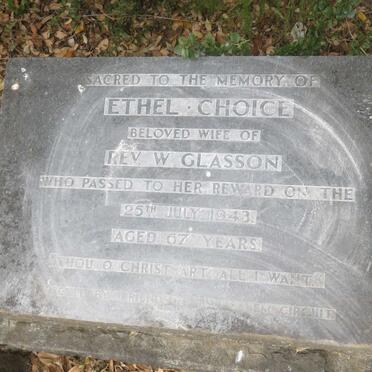 SACRED TO THE MEMORY OF
ETHEL · CHOICE
BELOVED WIFE OF
REV. W. GLASSON
WHO PASSED TO HER REWARD ON THE
25TH JULY 1943.
AGED 67 YEARS.
"THOU O CHRIST ART ALL I WANT."
CIRCUIT